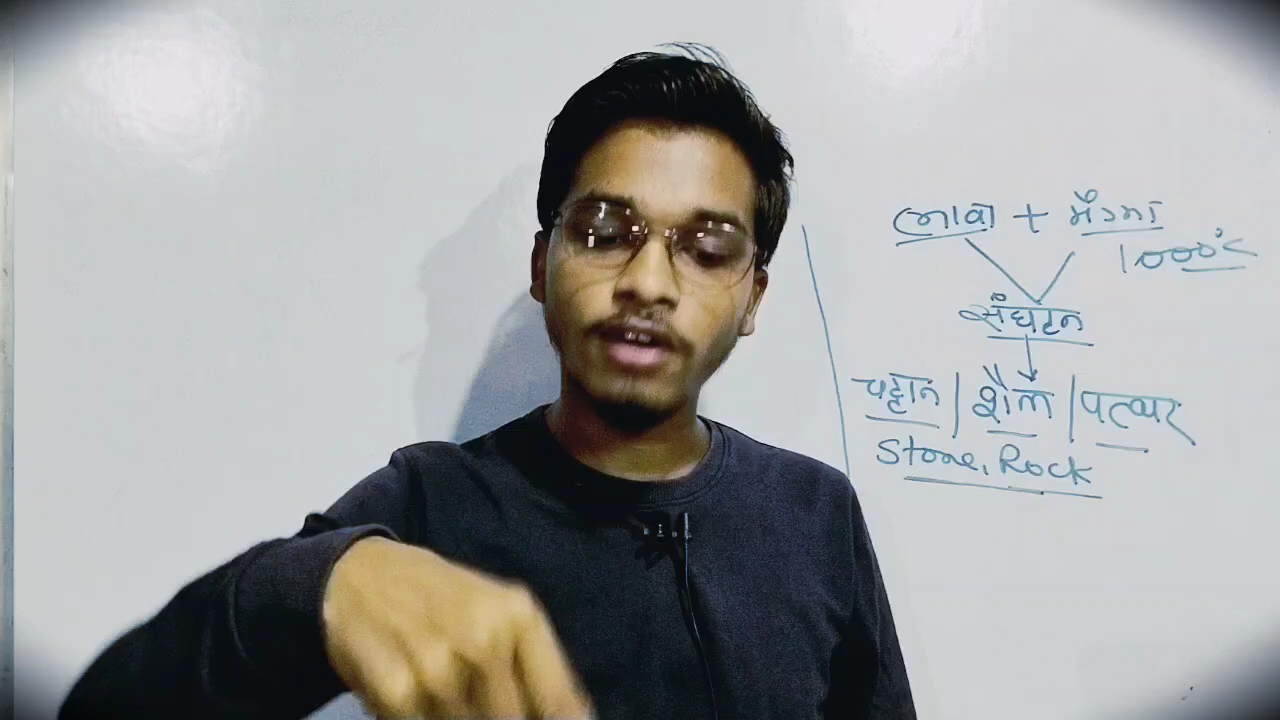 लावा + मैग्मा
1000°c
संघटन
चट्टान | शैल | पत्थर
Stone, Rock